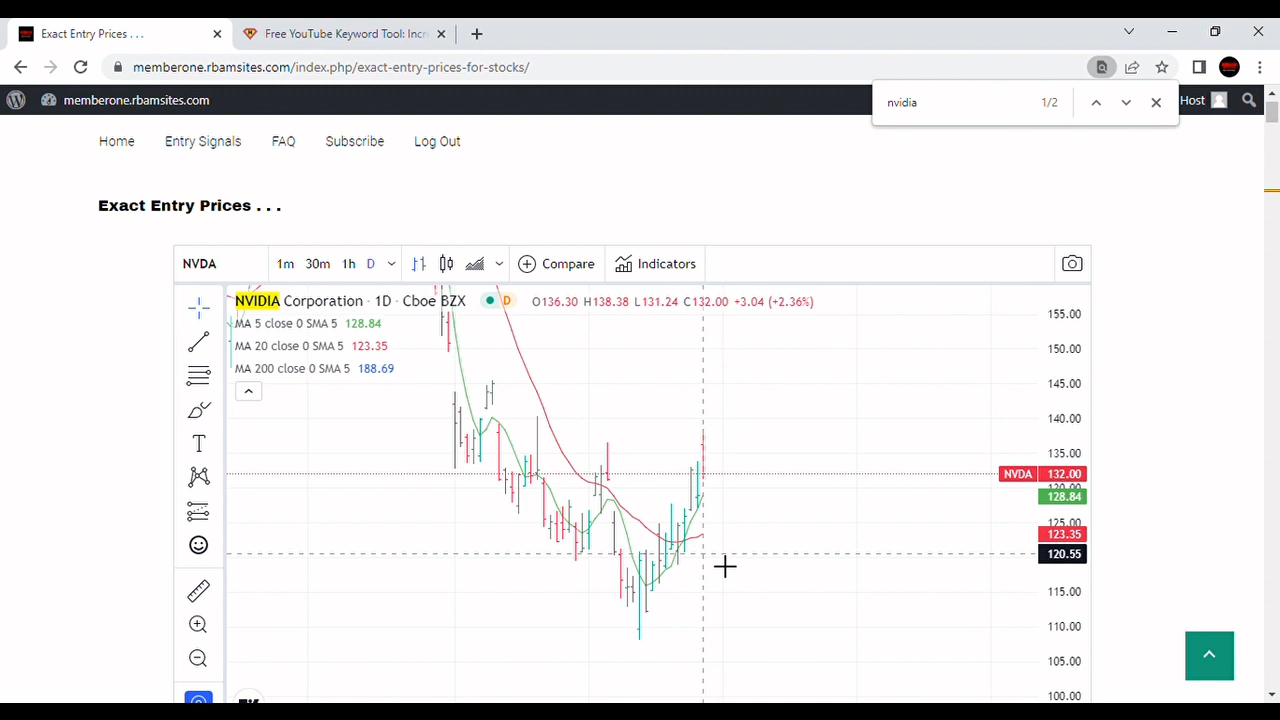 Exact Entry Prices . . .
Free YouTube Keyword Tool: Incr
memberone.rbamsites.com/index.php/exact-entry-prices-for-stocks/
memberone.rbamsites.com
Host
nvidia 1/2
Home Entry Signals FAQ Subscribe Log Out
Exact Entry Prices . . .
NVDA 1m 30m 1h D Compare Indicators
NVIDIA Corporation · 1D · Cboe BZX D O136.30 H138.38 L131.24 C132.00 +3.04 (+2.36%)
MA 5 close 0 SMA 5 128.84
MA 20 close 0 SMA 5 123.35
MA 200 close 0 SMA 5 188.69
155.00
150.00
145.00
140.00
135.00
NVDA 132.00
130.00
128.84
125.00
123.35
120.55
115.00
110.00
105.00
100.00